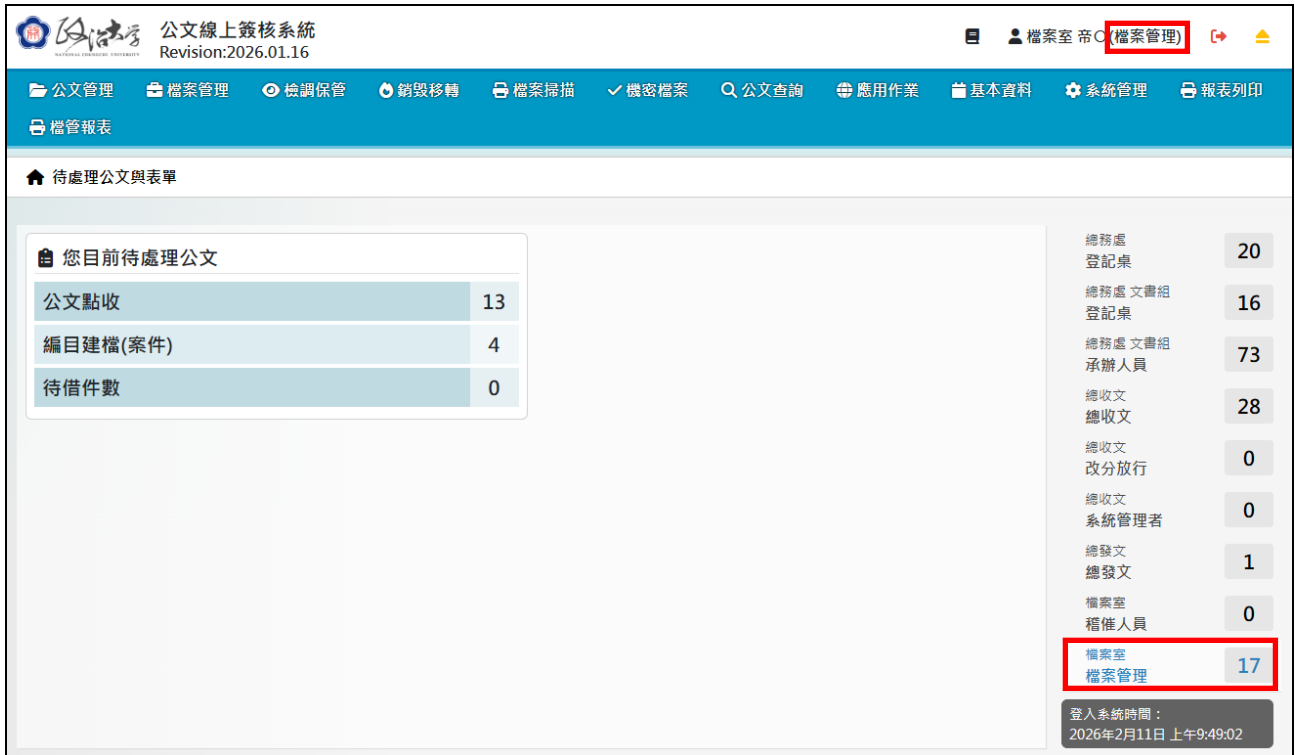 政治大學
NATIONAL CHENGCHI UNIVERSITY
公文線上簽核系統
Revision:2026.01.16
檔案室 帝○(檔案管理)
公文管理 檔案管理 檢調保管 銷毀移轉 檔案掃描 機密檔案 公文查詢 應用作業 基本資料 系統管理 報表列印
檔管報表
待處理公文與表單
您目前待處理公文
公文點收 13
編目建檔(案件) 4
待借件數 0
總務處
登記桌 20
總務處 文書組
登記桌 16
總務處 文書組
承辦人員 73
總收文
總收文 28
總收文
改分放行 0
總收文
系統管理者 0
總發文
總發文 1
檔案室
稽催人員 0
檔案室
檔案管理 17
登入系統時間：
2026年2月11日 上午9:49:02